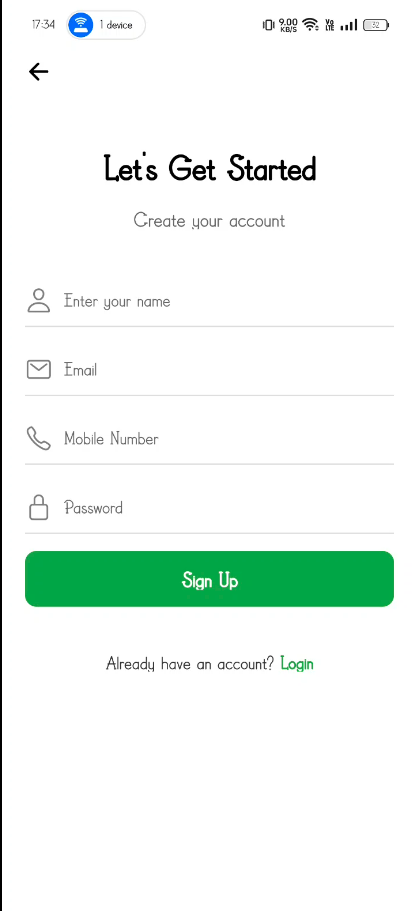 17:34 1 device 9.00 KB/S Vo LTE 32
Let's Get Started
Create your account
Enter your name
Email
Mobile Number
Password
Sign Up
Already have an account? Login